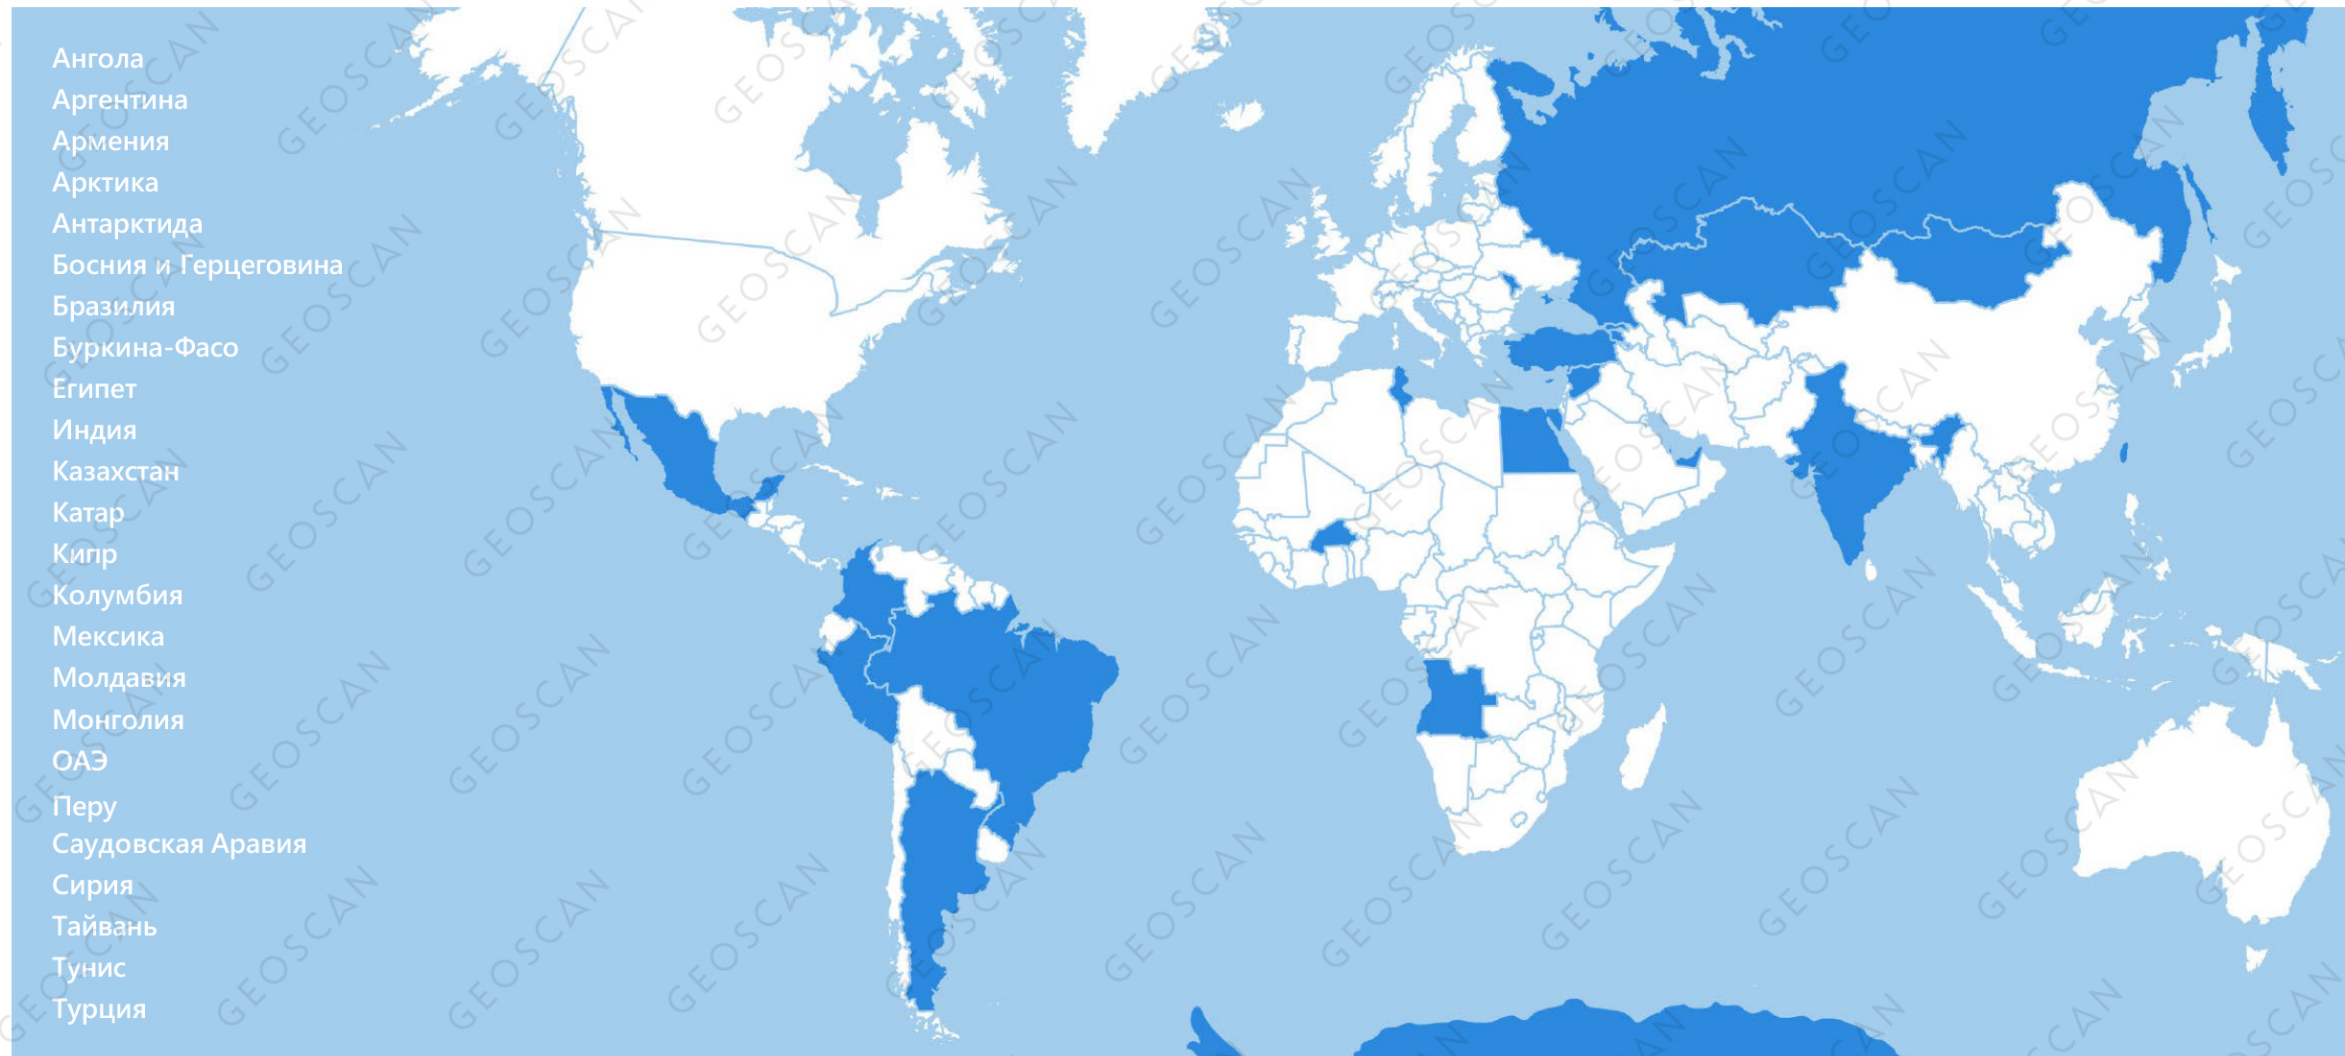 Ангола
Аргентина
Армения
Арктика
Антарктида
Босния и Герцеговина
Бразилия
Буркина-Фасо
Египет
Индия
Казахстан
Катар
Кипр
Колумбия
Мексика
Молдавия
Монголия
ОАЭ
Перу
Саудовская Аравия
Сирия
Тайвань
Тунис
Турция
GEOSCAN